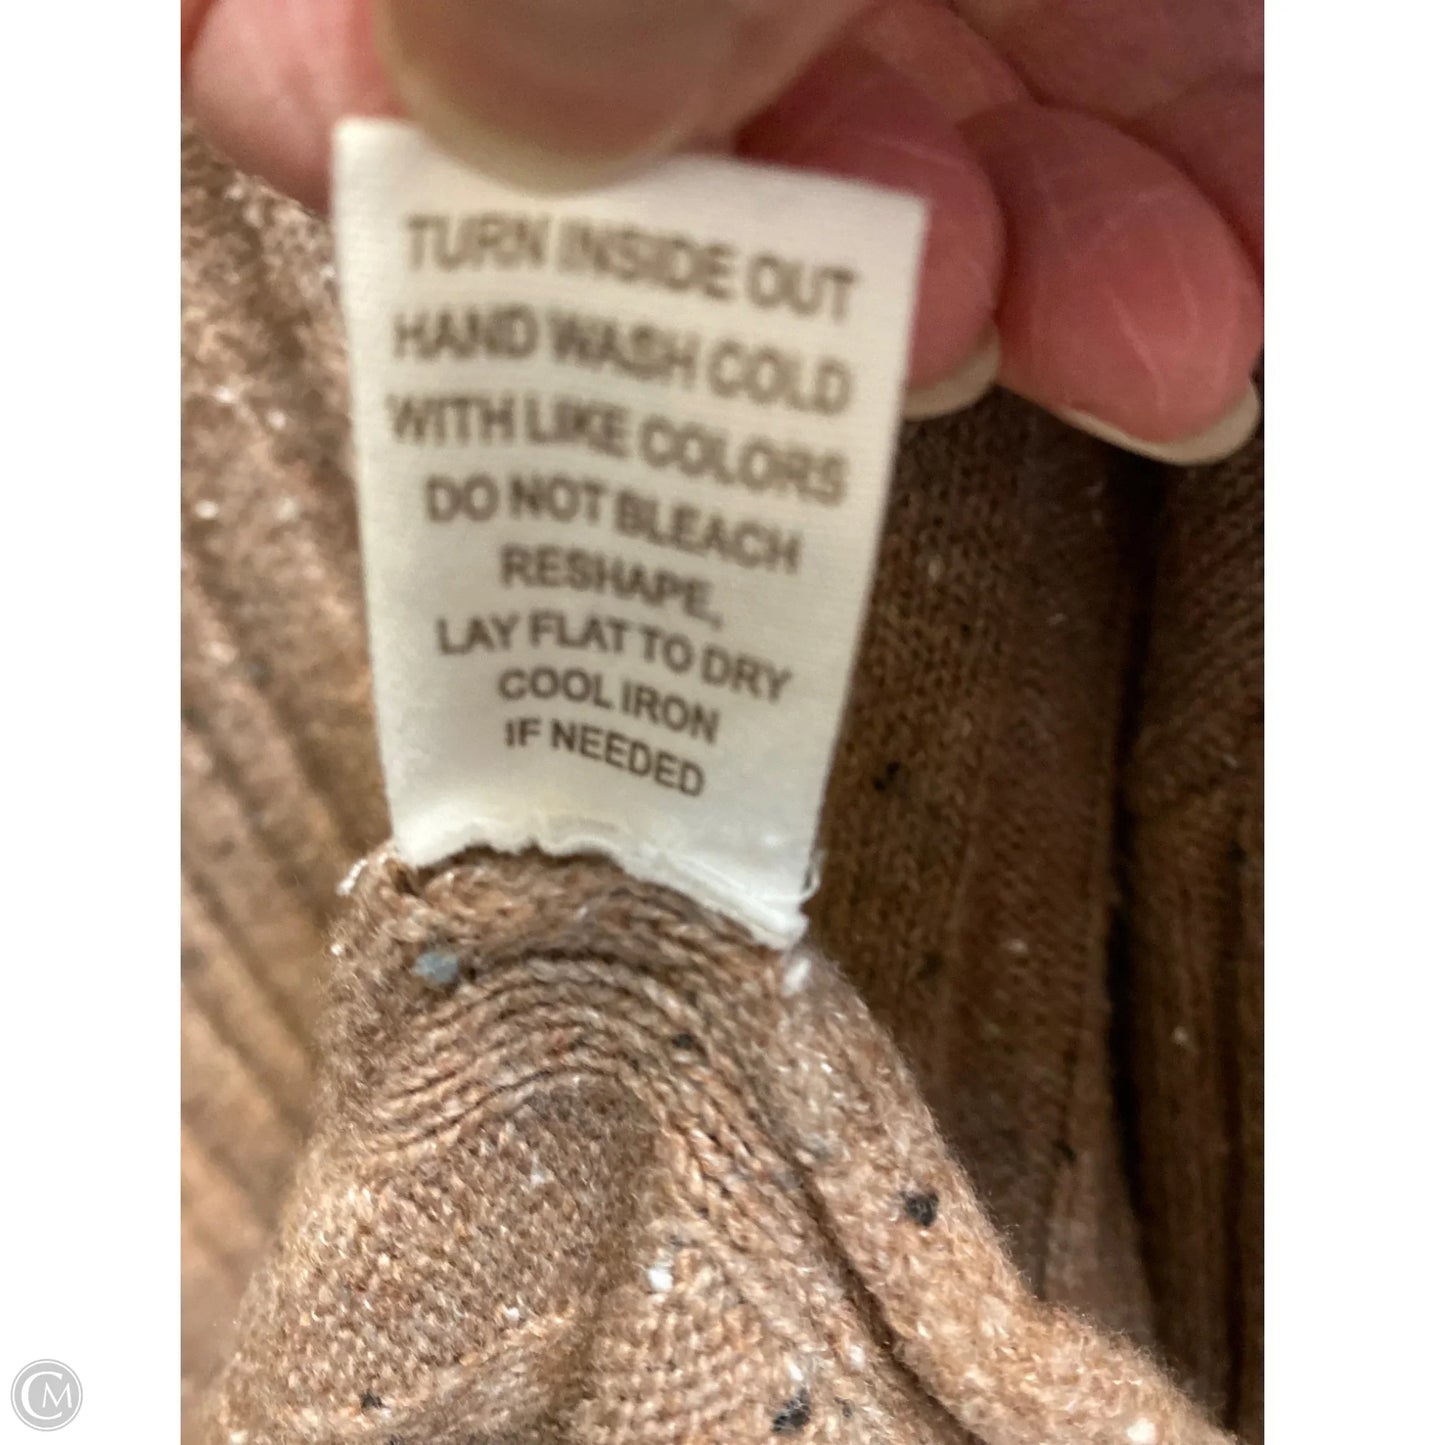 TURN INSIDE OUT
HAND WASH COLD
WITH LIKE COLORS
DO NOT BLEACH
RESHAPE,
LAY FLAT TO DRY
COOL IRON
IF NEEDED
CM